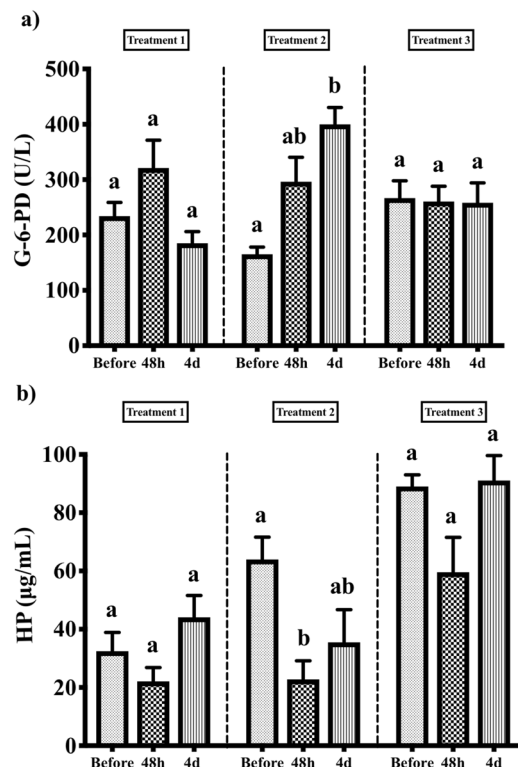 a)
Treatment 1 Treatment 2 Treatment 3
G-6-PD (U/L)
500
400
300
200
100
0
a a a a ab b a a a
Before 48h 4d Before 48h 4d Before 48h 4d
b)
Treatment 1 Treatment 2 Treatment 3
HP (µg/mL)
100
80
60
40
20
0
a a a a b ab a a a
Before 48h 4d Before 48h 4d Before 48h 4d